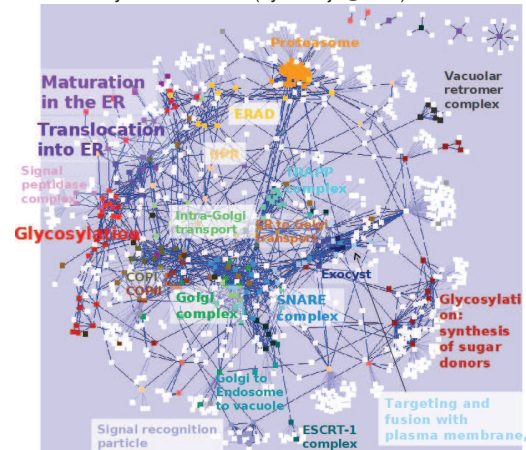 Proteasome
Maturation
in the ER
Vacuolar
retromer
complex
ERAD
Translocation
into ER
UPR
Signal
peptidase
complex
TRAPP
complex
Intra-Golgi
transport
ER to Golgi
transport
Glycosylation
COPI
COPII
Exocyst
Golgi
complex
SNARE
complex
Glycosylati
on:
synthesis
of sugar
donors
Golgi to
Endosome
to vacuole
Targeting and
fusion with
plasma membrane,
Signal recognition
particle
ESCRT-1
complex